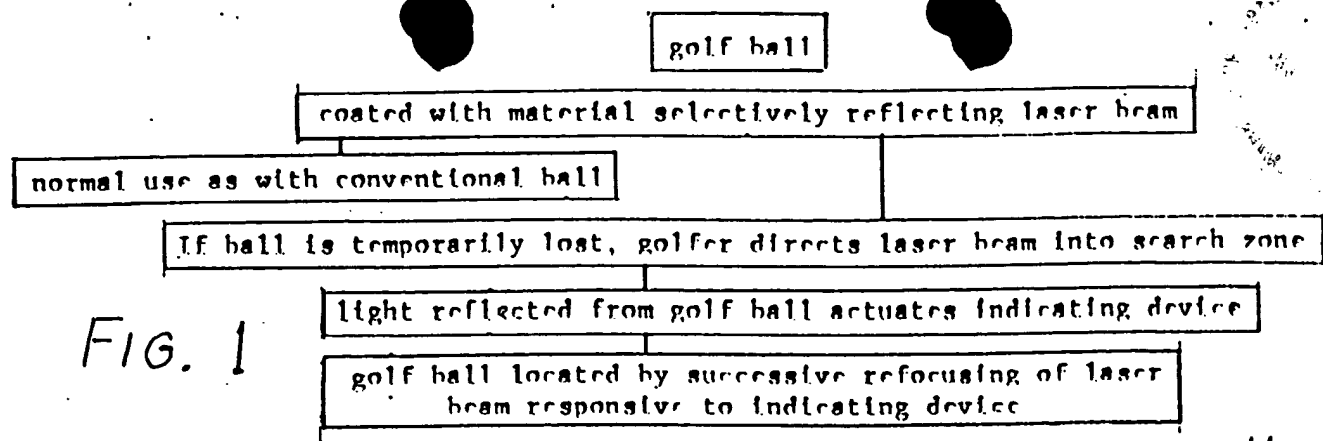 golf ball
coated with material selectively reflecting laser beam
normal use as with conventional ball
If ball is temporarily lost, golfer directs laser beam into search zone
light reflected from golf ball actuates indicating device
FIG. 1
golf ball located by successive refocusing of laser
beam responsive to indicating device